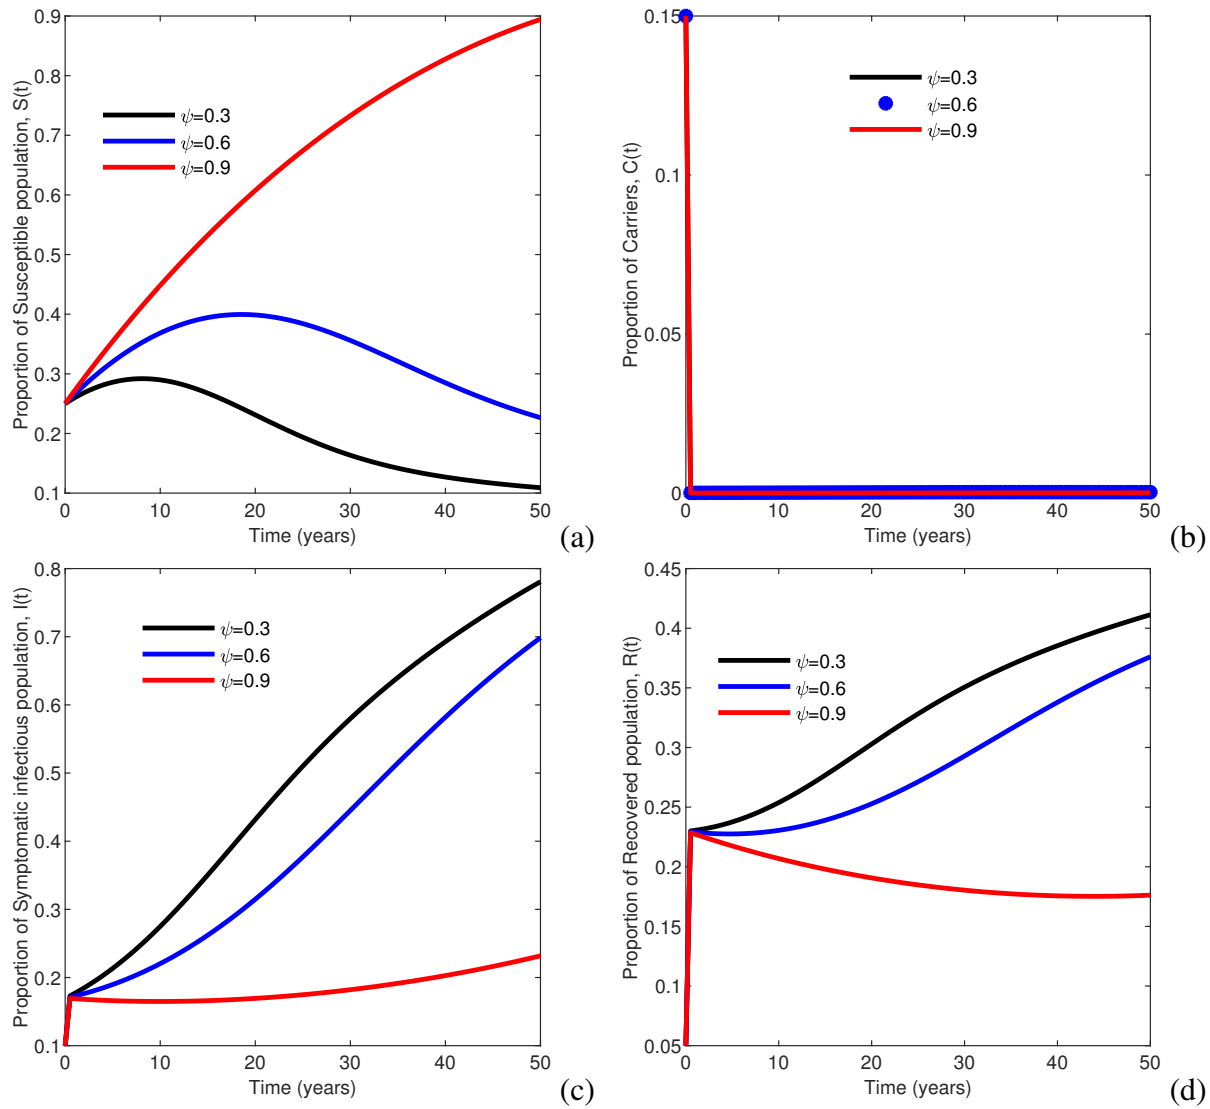 Proportion of Susceptible population, S(t)
0.9
0.8
0.7
0.6
0.5
0.4
0.3
0.2
0.1
ψ=0.3
ψ=0.6
ψ=0.9
0 10 20 30 40 50
Time (years)
(a)
Proportion of Carriers, C(t)
0.15
0.1
0.05
0
ψ=0.3
ψ=0.6
ψ=0.9
0 10 20 30 40 50
Time (years)
(b)
Proportion of Symptomatic infectious population, I(t)
0.8
0.7
0.6
0.5
0.4
0.3
0.2
0.1
ψ=0.3
ψ=0.6
ψ=0.9
0 10 20 30 40 50
Time (years)
(c)
Proportion of Recovered population, R(t)
0.45
0.4
0.35
0.3
0.25
0.2
0.15
0.1
0.05
ψ=0.3
ψ=0.6
ψ=0.9
0 10 20 30 40 50
Time (years)
(d)